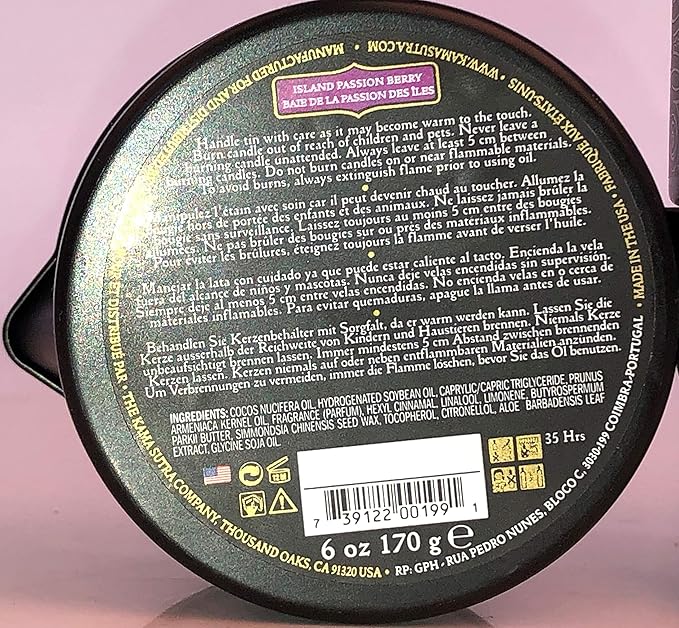 ISLAND PASSION BERRY
BAIE DE LA PASSION DES ÎLES
Handle tin with care as it may become warm to the touch.
Burn candle out of reach of children and pets. Never leave a
burning candle unattended. Always leave at least 5 cm between
burning candles. Do not burn candles on or near flammable materials.
To avoid burns, always extinguish flame prior to using oil.
Manipulez l'étain avec soin car il peut devenir chaud au toucher. Allumez la
bougie hors de portée des enfants et des animaux. Ne laissez jamais brûler la
bougie sans surveillance. Laissez toujours au moins 5 cm entre des bougies
allumées. Ne pas brûler des bougies sur ou près des matériaux inflammables.
Pour éviter les brûlures, éteignez toujours la flamme avant de verser l'huile.
Manejar la lata con cuidado ya que puede estar caliente al tacto. Encienda la vela
fuera del alcance de niños y mascotas. Nunca deje velas encendidas sin supervisión.
Siempre deje al menos 5 cm entre velas encendidas. No encienda velas en o cerca de
materiales inflamables. Para evitar quemaduras, apague la llama antes de usar.
Behandlen Sie Kerzenbehälter mit Sorgfalt, da er warm werden kann. Lassen Sie die
Kerze ausserhalb der Reichweite von Kindern und Haustieren brennen. Niemals Kerze
unbeaufsichtigt brennen lassen. Immer mindestens 5 cm Abstand zwischen brennenden
Kerzen lassen. Kerzen niemals auf oder neben entflammbaren Materialien anzünden.
Um Verbrennungen zu vermeiden, immer die Flamme löschen, bevor Sie das Öl benutzen.
INGREDIENTS: COCOS NUCIFERA OIL, HYDROGENATED SOYBEAN OIL, CAPRYLIC/CAPRIC TRIGLYCERIDE, PRUNUS
ARMENIACA KERNEL OIL, FRAGRANCE (PARFUM), HEXYL CINNAMAL, LINALOOL, LIMONENE, BUTYROSPERMUM
PARKII BUTTER, SIMMONDSIA CHINENSIS SEED WAX, TOCOPHEROL, CITRONELLOL, ALOE BARBADENSIS LEAF
EXTRACT, GLYCINE SOJA OIL.
12 M
35 Hrs
7 39122 00199 1
6 oz 170 g e
MANUFACTURED FOR AND DISTRIBUTED ET DISTRIBUÉ PAR • THE KAMA SUTRA COMPANY, THOUSAND OAKS, CA 91320 USA • RP: GPH - RUA PEDRO NUNES, BLOCO C, 3030-199 COIMBRA-PORTUGAL • MADE IN THE USA • FABRIQUÉ AUX ÉTATS-UNIS • WWW.KAMASUTRA.COM •